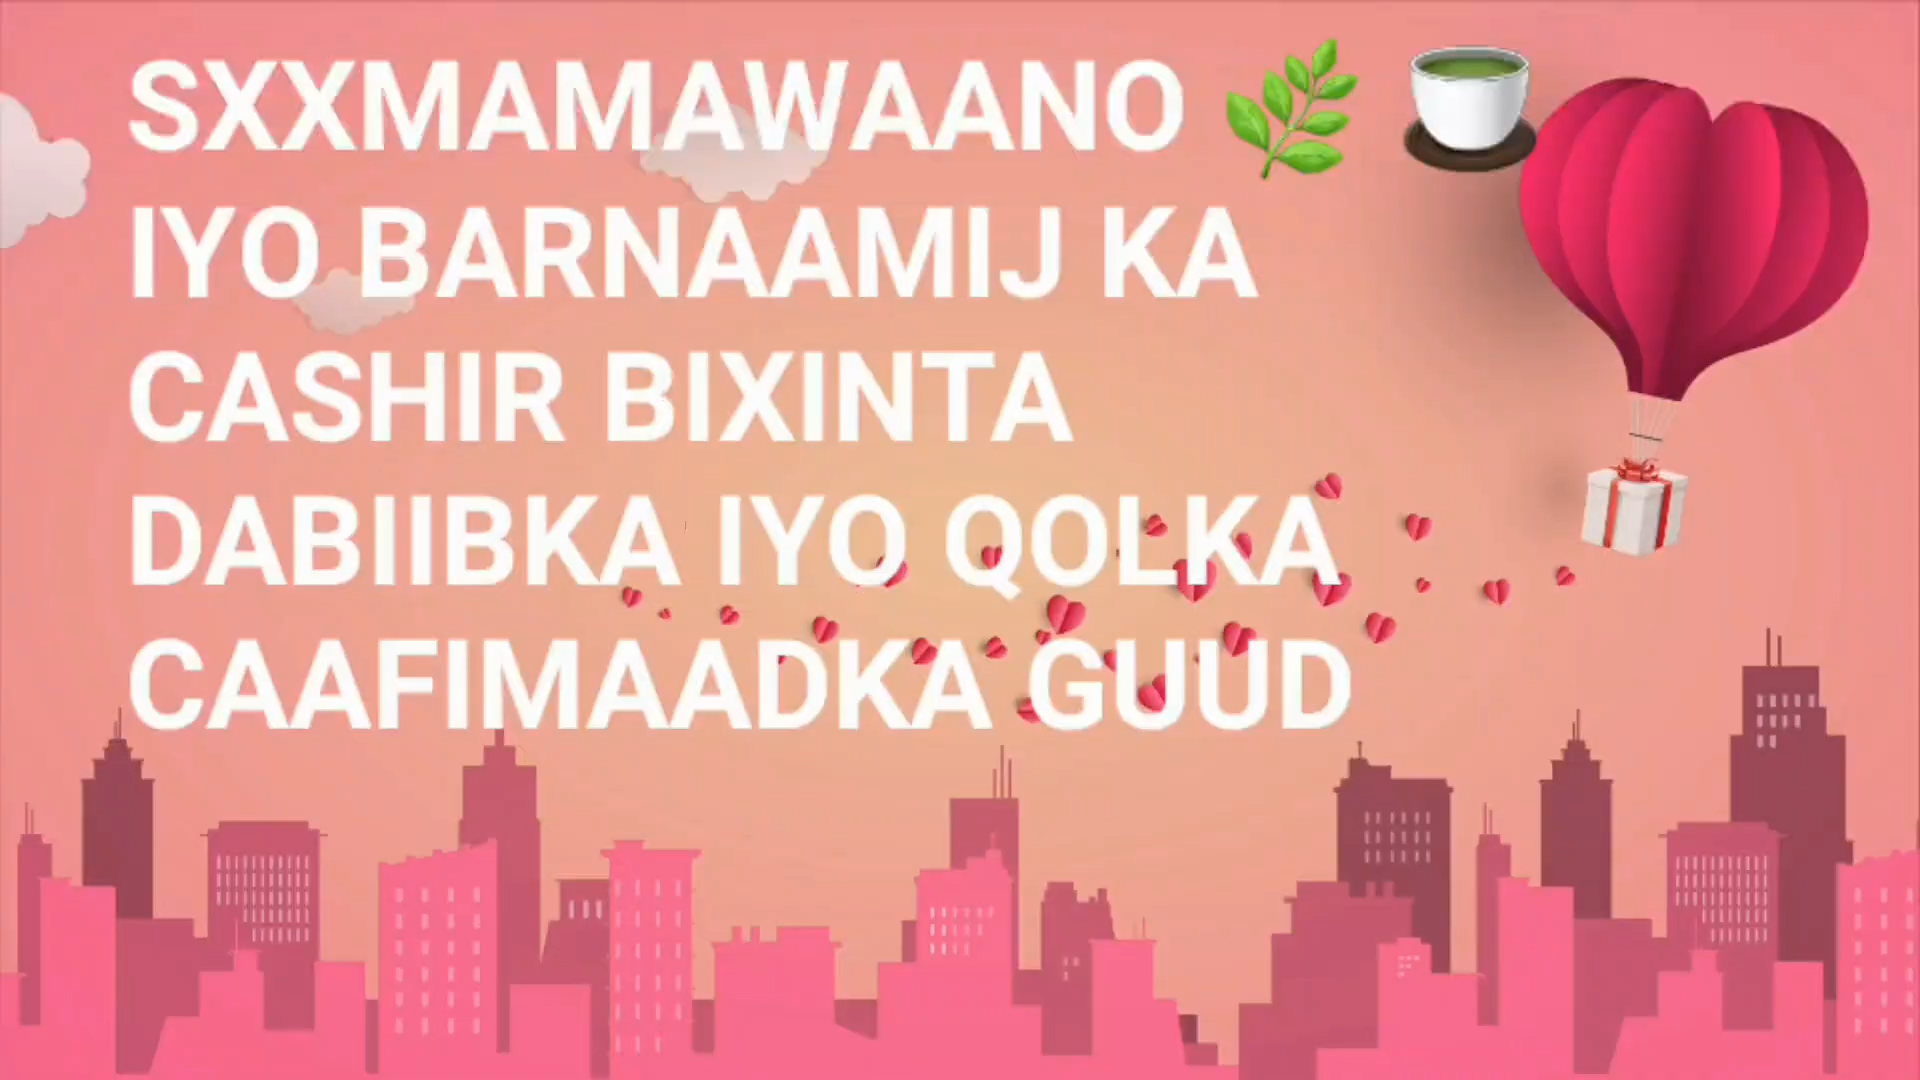 SXXMAMAWAANO 🌿 🍵
IYO BARNAAMIJ KA
CASHIR BIXINTA
DABIIBKA IYO QOLKA
CAAFIMAADKA GUUD